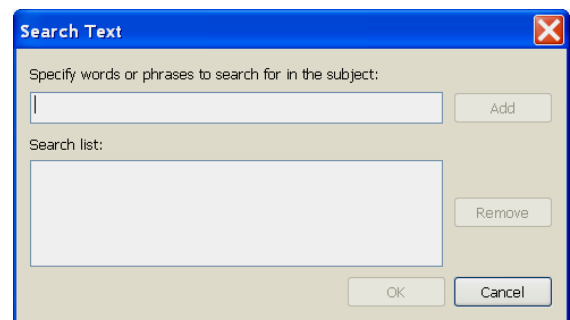 Search Text
Specify words or phrases to search for in the subject:
Add
Search list:
Remove
OK
Cancel